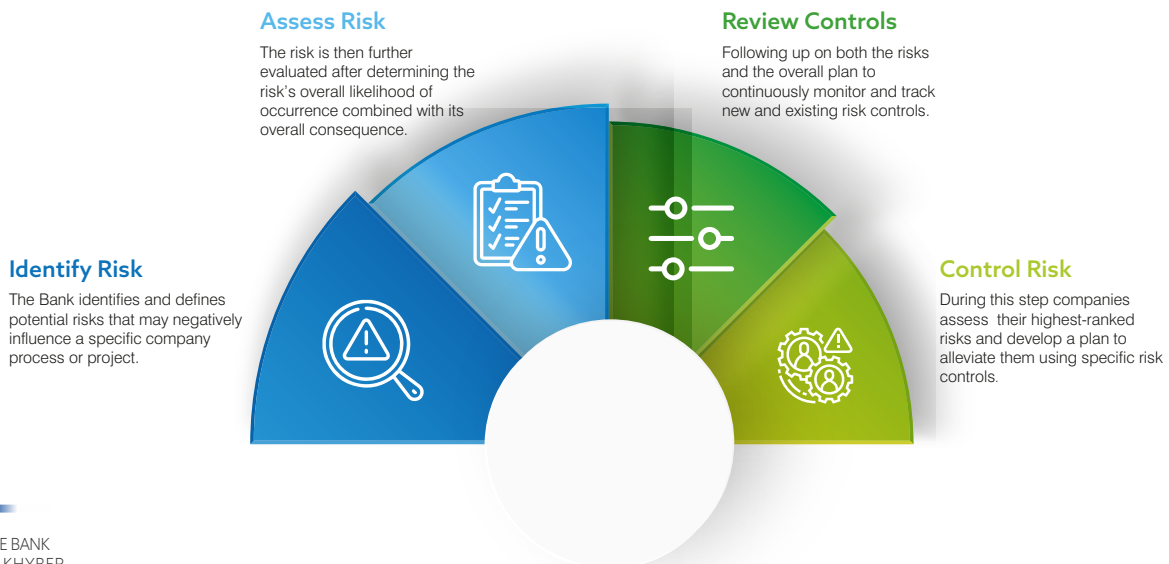 Assess Risk
The risk is then further
evaluated after determining the
risk's overall likelihood of
occurrence combined with its
overall consequence.
Review Controls
Following up on both the risks
and the overall plan to
continuously monitor and track
new and existing risk controls.
Identify Risk
The Bank identifies and defines
potential risks that may negatively
influence a specific company
process or project.
Control Risk
During this step companies
assess their highest-ranked
risks and develop a plan to
alleviate them using specific risk
controls.
E BANK
KHYBER